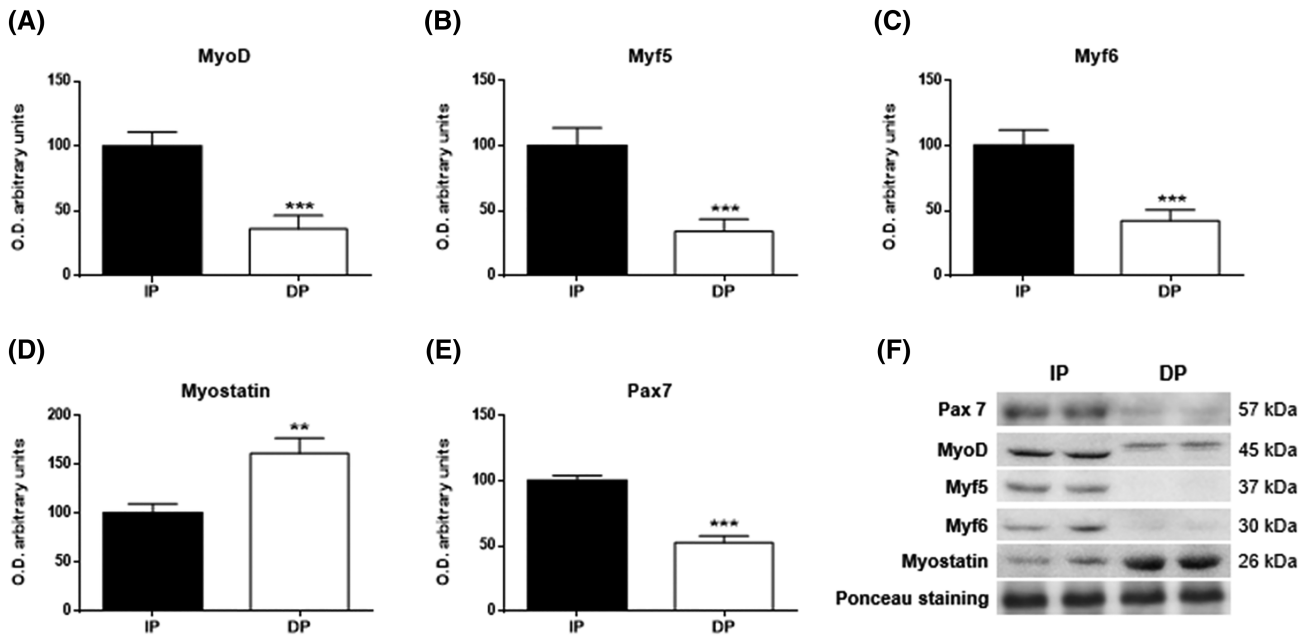 (A)
MyoD
O.D. arbitrary units
150
100
50
0
IP DP
***
(B)
Myf5
O.D. arbitrary units
150
100
50
0
IP DP
***
(C)
Myf6
O.D. arbitrary units
150
100
50
0
IP DP
***
(D)
Myostatin
O.D. arbitrary units
200
150
100
50
0
IP DP
**
(E)
Pax7
O.D. arbitrary units
150
100
50
0
IP DP
***
(F)
IP DP
Pax 7 57 kDa
MyoD 45 kDa
Myf5 37 kDa
Myf6 30 kDa
Myostatin 26 kDa
Ponceau staining